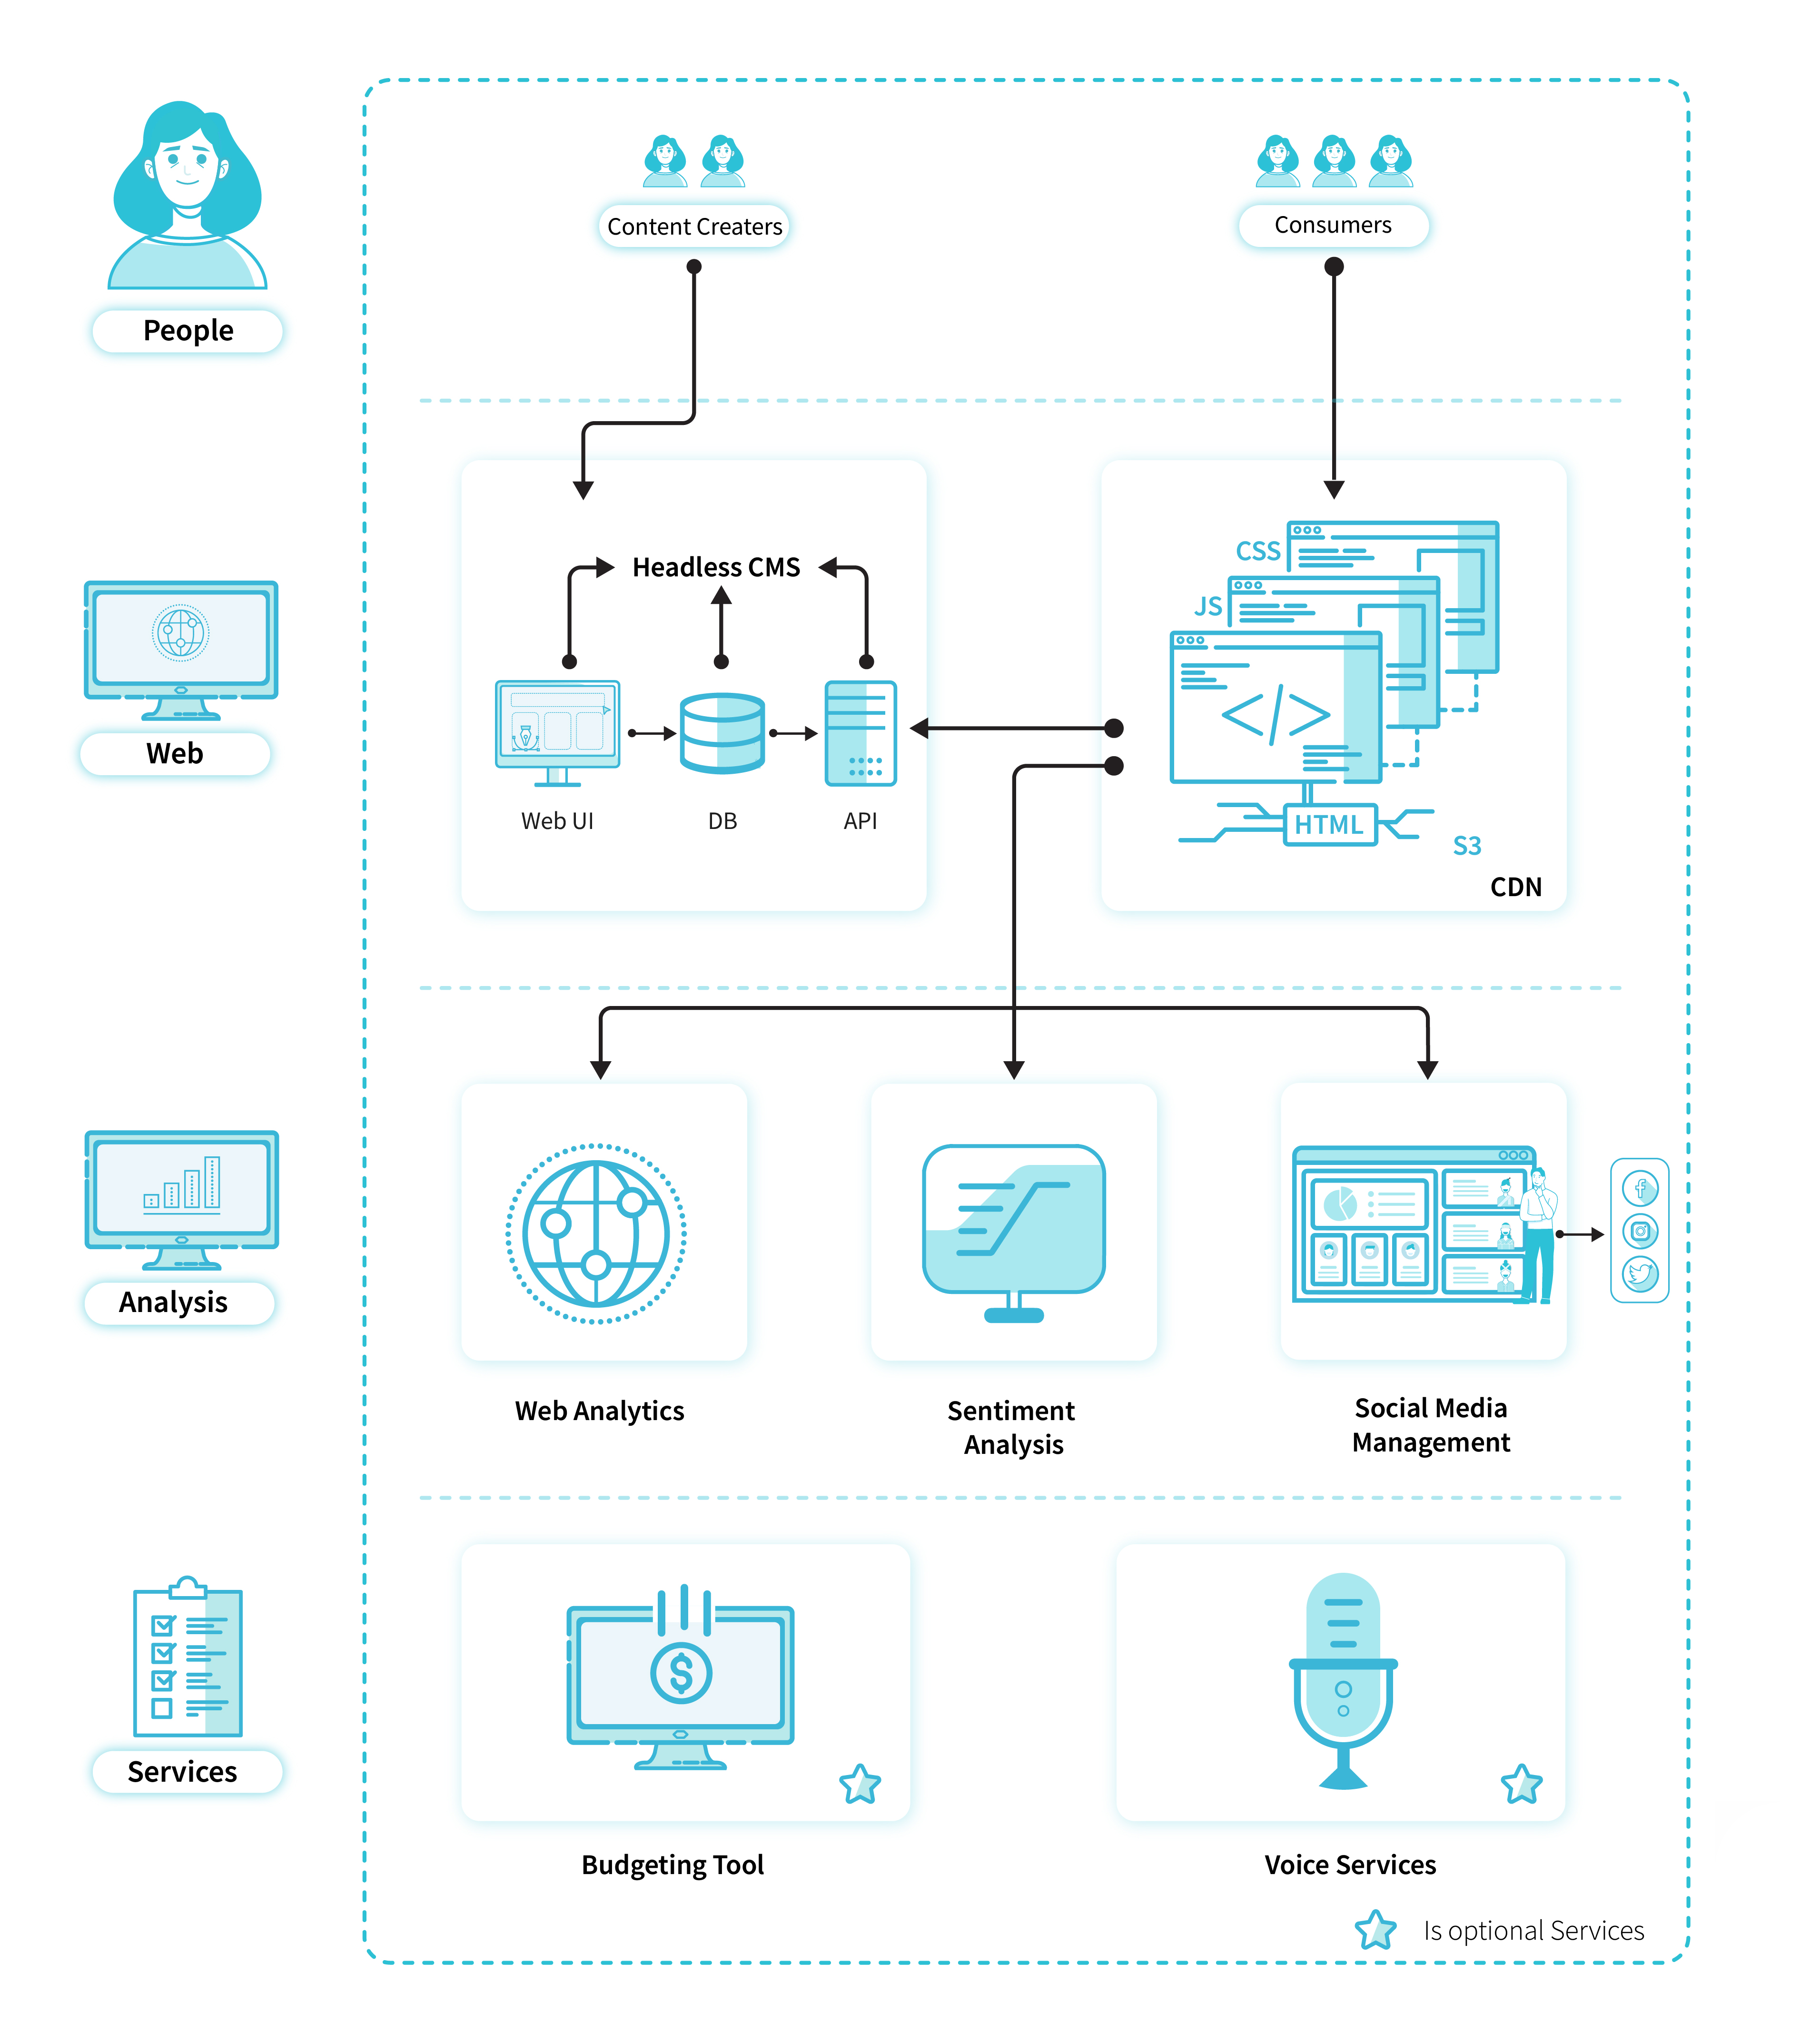 Content Creaters
Consumers
People
Headless CMS
CSS
JS
</>
Web
Web UI
DB
API
HTML
S3
CDN
Analysis
Web Analytics
Sentiment
Analysis
Social Media
Management
$
Services
Budgeting Tool
Voice Services
Is optional Services